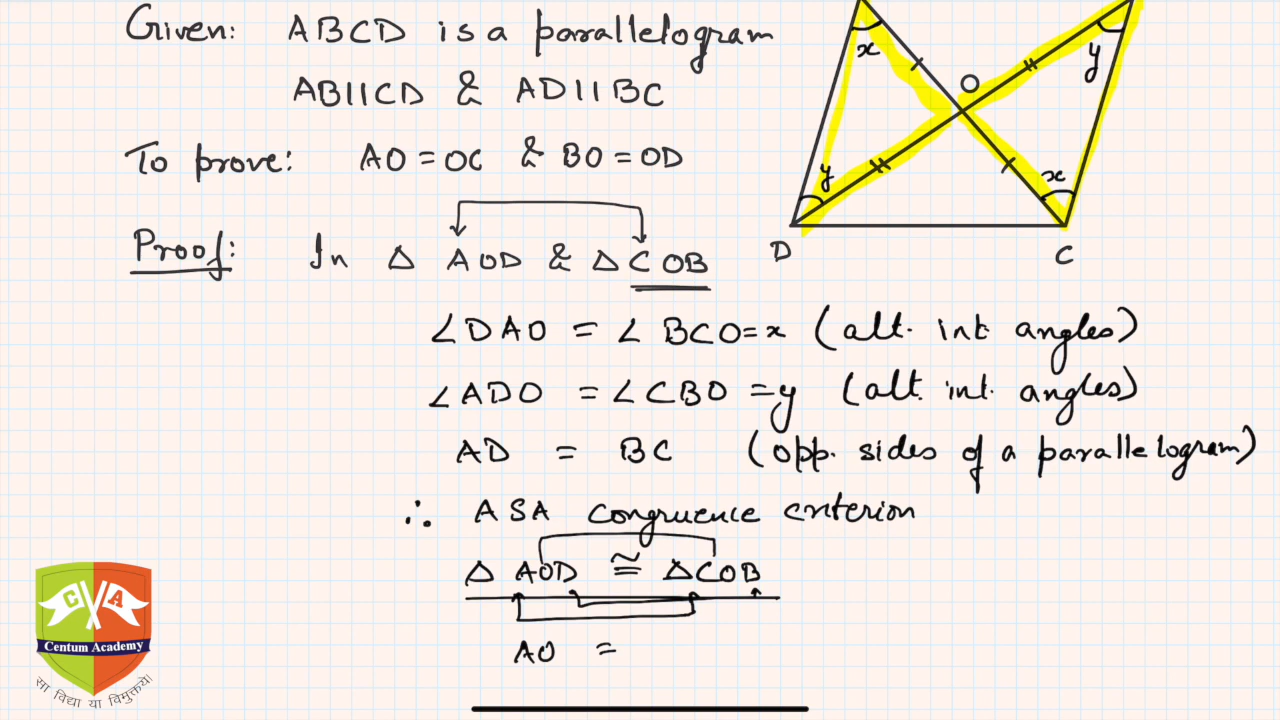 Given: ABCD is a parallelogram
AB||CD & AD||BC
To prove: AO = OC & BO = OD
Proof: In △ AOD & △ COB
∠DAO = ∠ BCO = x (alt. int. angles)
∠ADO = ∠CBO = y (alt. int. angles)
AD = BC (opp. sides of a parallelogram)
∴ ASA congruence criterion
△ AOD ≅ △COB
AO =
x
y
O
y
x
D
C
C A
Centum Academy
सा विद्या या विमुक्तये।